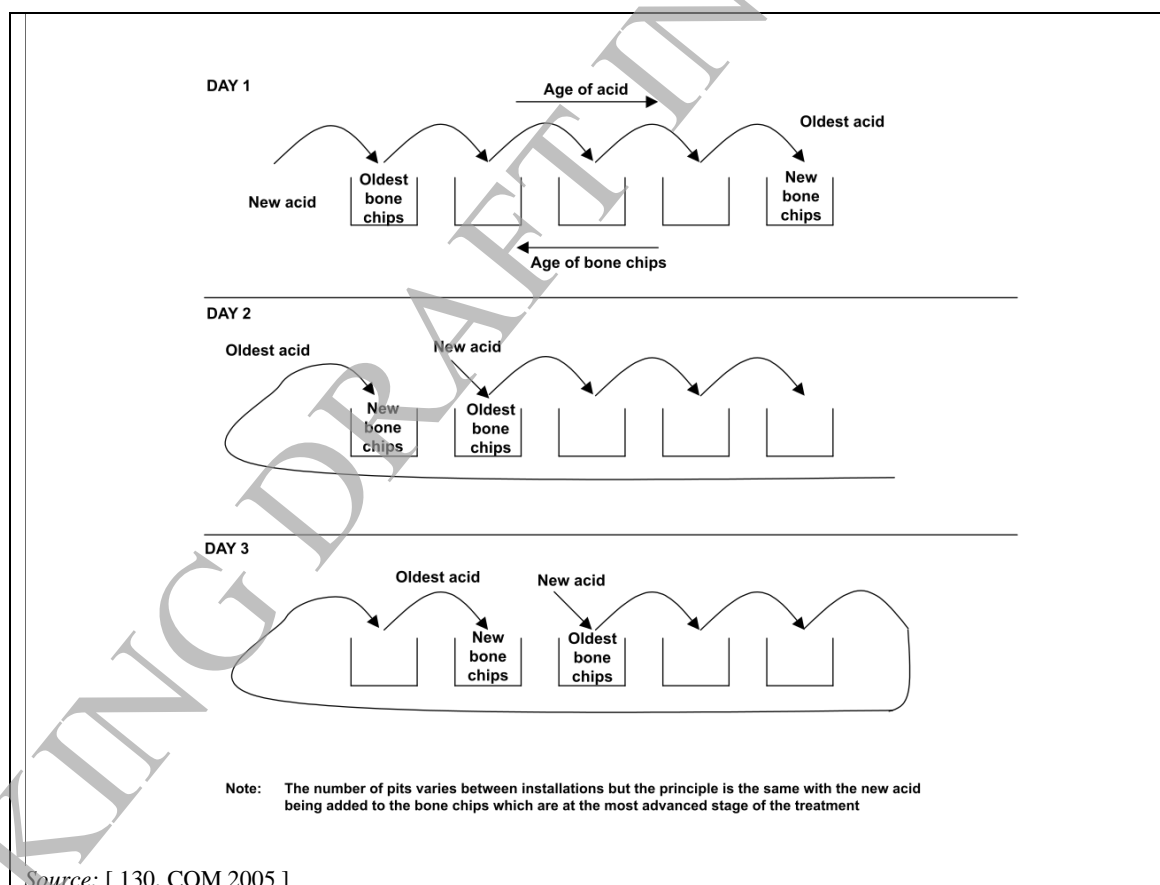 DAY 1
Age of acid
Oldest acid
New acid
Oldest
bone
chips
New
bone
chips
Age of bone chips
DAY 2
Oldest acid
New acid
New
bone
chips
Oldest
bone
chips
DAY 3
Oldest acid
New acid
New
bone
chips
Oldest
bone
chips
Note: The number of pits varies between installations but the principle is the same with the new acid
being added to the bone chips which are at the most advanced stage of the treatment
Source: [ 130, COM 2005 ]
KING DRAFT IN